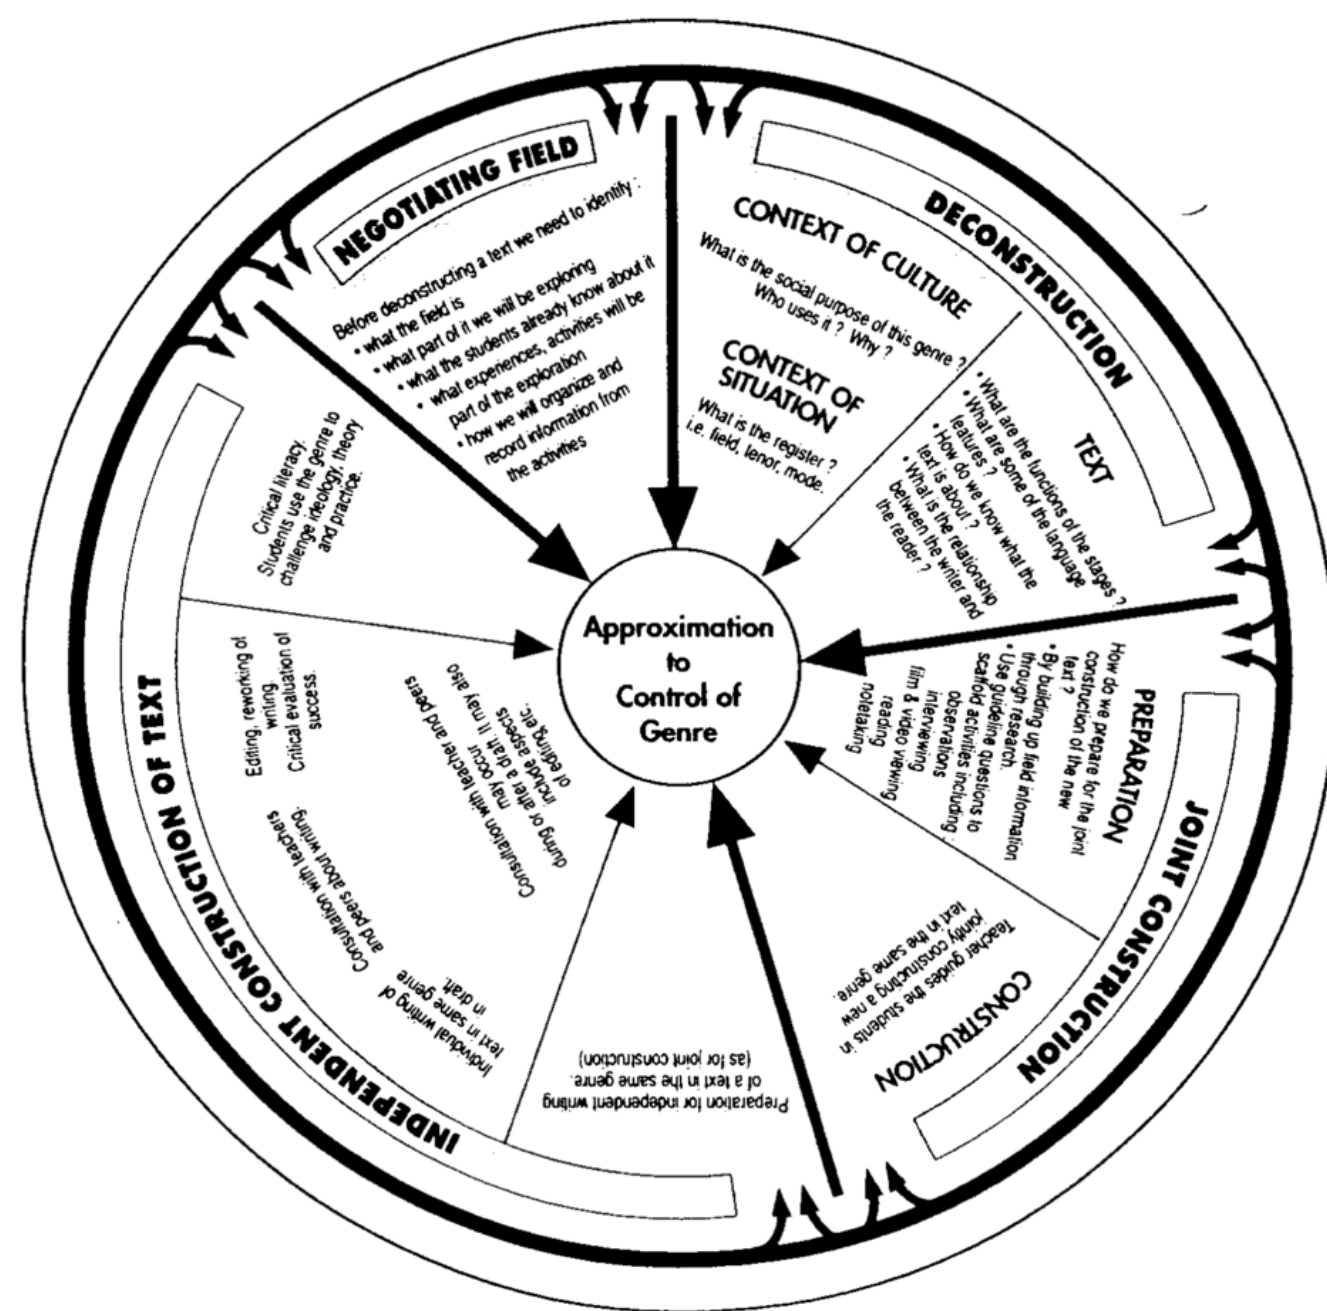 NEGOTIATING FIELD
Before deconstructing a text we need to identify :
• what the field is
• what part of it we will be exploring
• what the students already know about it
• what experiences, activities will be
part of the exploration
• how we will organize and
record information from
the activities
DECONSTRUCTION
CONTEXT OF CULTURE
What is the social purpose of this genre ?
Who uses it ? Why ?
CONTEXT OF
SITUATION
What is the register ?
i.e. field, tenor, mode.
TEXT
• What are the functions of the stages ?
• What are some of the language
features ?
• How do we know what the
text is about ?
• What is the relationship
between the writer and
the reader ?
JOINT CONSTRUCTION
PREPARATION
How do we prepare for the joint
construction of the new
text ?
• By building up field information
through research.
• Use guideline questions to
scaffold activities including :
observations
interviewing
film & video viewing
reading
notetaking
CONSTRUCTION
Teacher guides the students in
jointly constructing a new
text in the same genre.
INDEPENDENT CONSTRUCTION OF TEXT
Preparation for independent writing
of a text in the same genre.
(as for joint construction)
Individual writing of
text in same genre
in draft.
Consultation with teachers
and peers about writing.
Consultation with teacher and peers
may occur
during or after a draft. It may also
include aspects
of editing etc.
Editing, reworking of
writing.
Critical evaluation of
success.
Critical literacy.
Students use the genre to
challenge ideology, theory
and practice.
Approximation
to
Control of
Genre